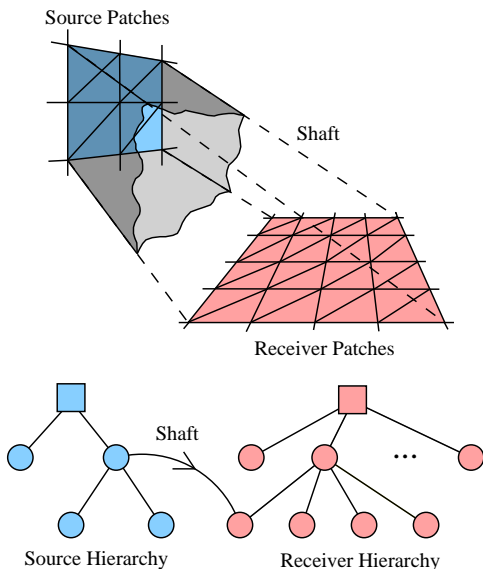 Source Patches
Shaft
Receiver Patches
Shaft
...
Source Hierarchy
Receiver Hierarchy